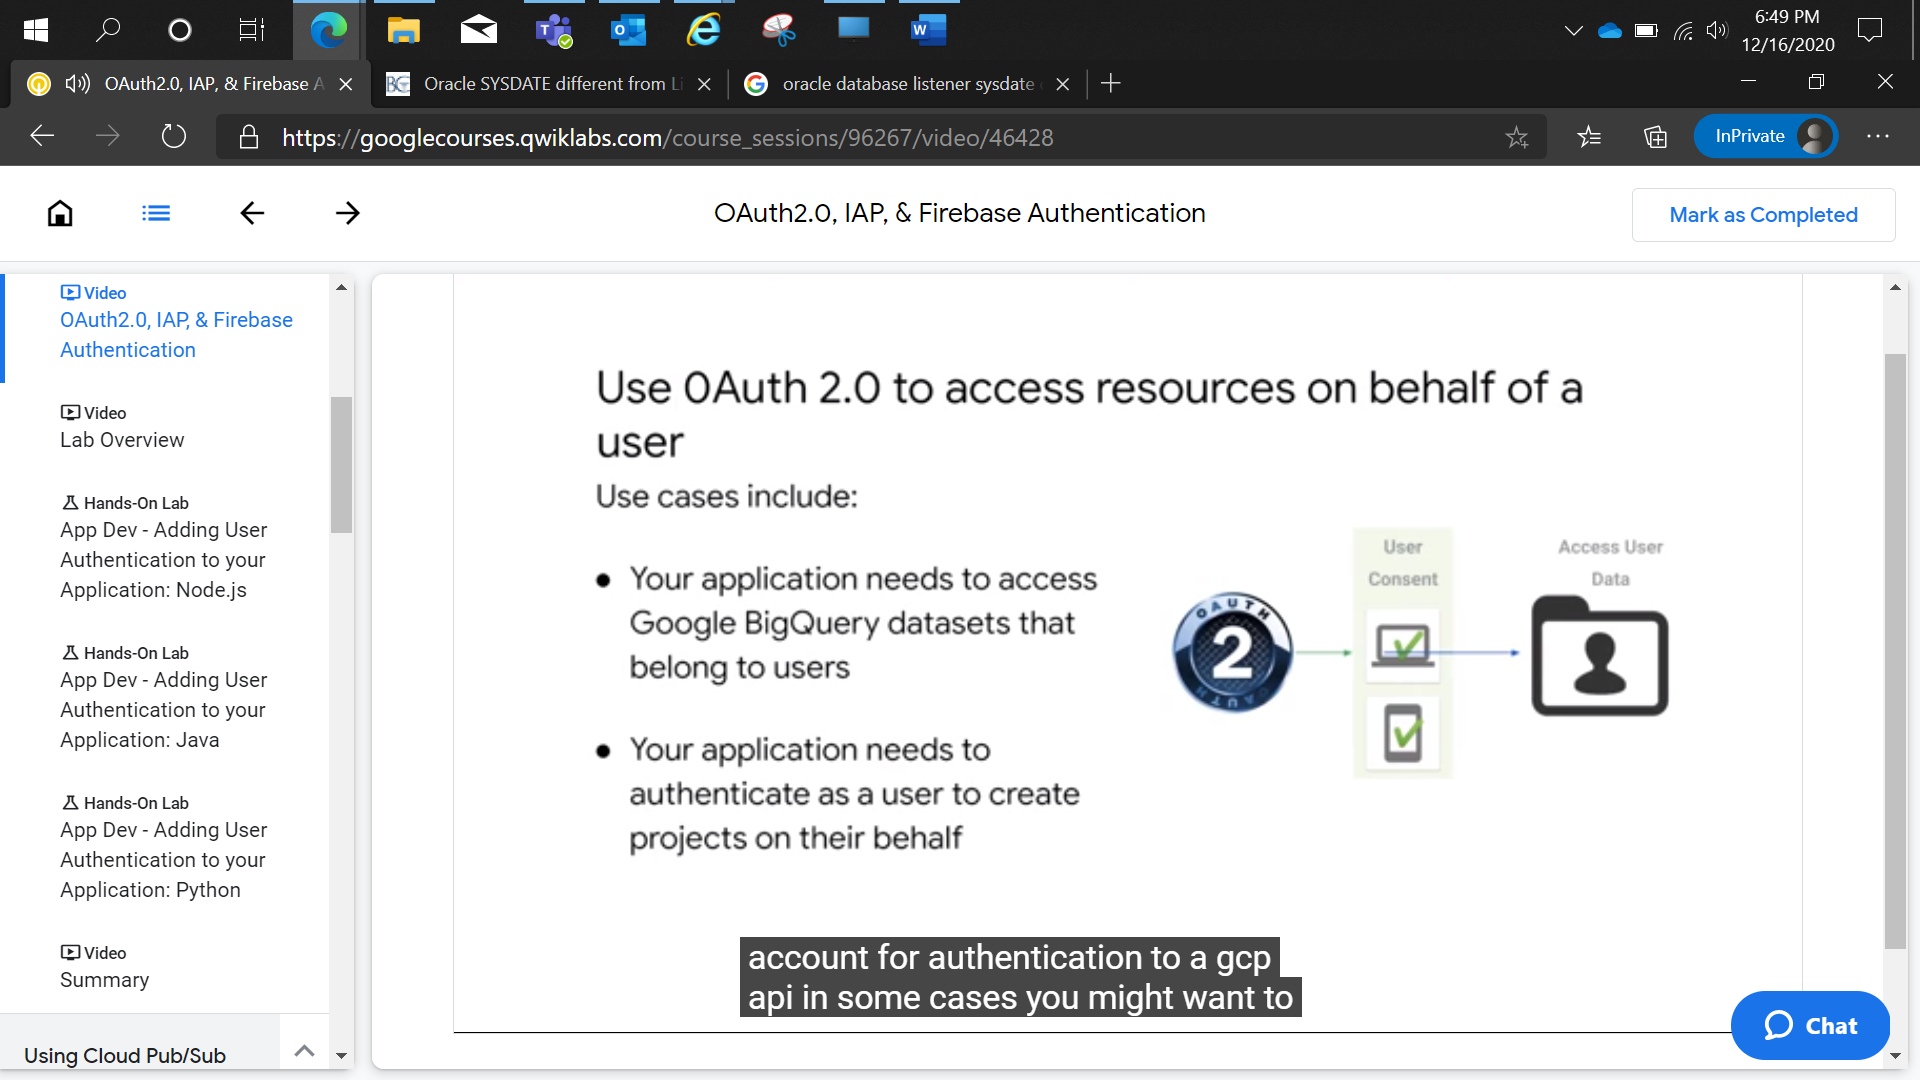 6:49 PM
12/16/2020
OAuth2.0, IAP, & Firebase A
Oracle SYSDATE different from Li
oracle database listener sysdate
https://googlecourses.qwiklabs.com/course_sessions/96267/video/46428
InPrivate
OAuth2.0, IAP, & Firebase Authentication
Mark as Completed
Video
OAuth2.0, IAP, & Firebase
Authentication
Video
Lab Overview
Hands-On Lab
App Dev - Adding User
Authentication to your
Application: Node.js
Hands-On Lab
App Dev - Adding User
Authentication to your
Application: Java
Hands-On Lab
App Dev - Adding User
Authentication to your
Application: Python
Video
Summary
Using Cloud Pub/Sub
Use OAuth 2.0 to access resources on behalf of a
user
Use cases include:
● Your application needs to access
Google BigQuery datasets that
belong to users
● Your application needs to
authenticate as a user to create
projects on their behalf
OAUTH
2
OAUTH
User
Consent
Access User
Data
account for authentication to a gcp
api in some cases you might want to
Chat